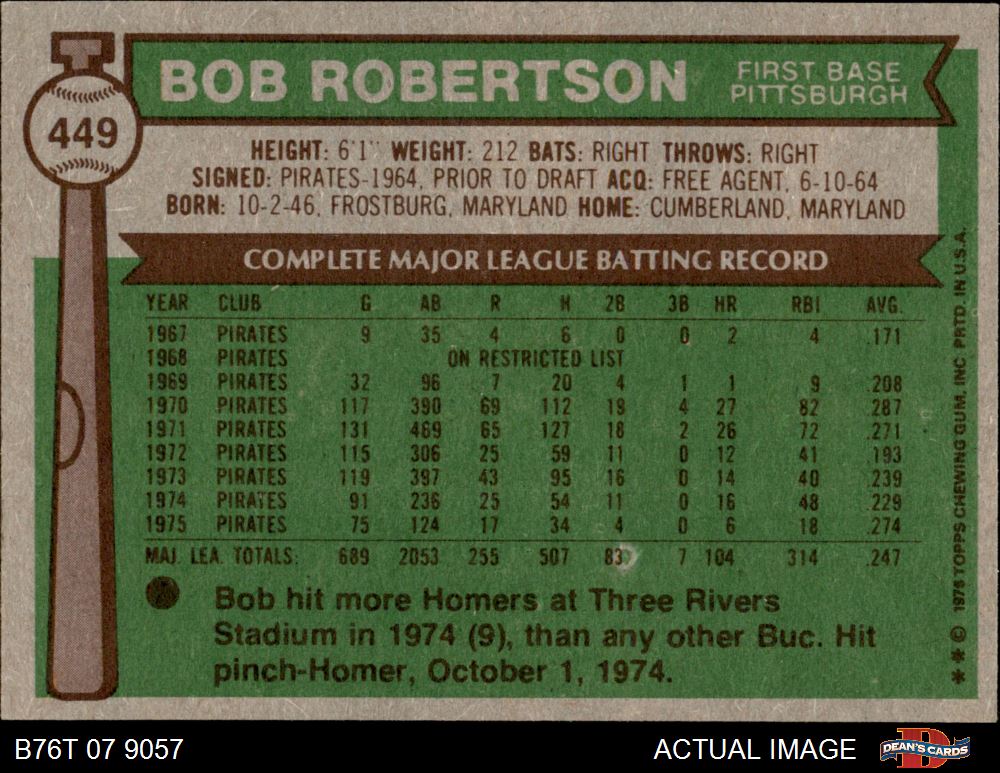 449
BOB ROBERTSON
FIRST BASE
PITTSBURGH
HEIGHT: 6'1" WEIGHT: 212 BATS: RIGHT THROWS: RIGHT
SIGNED: PIRATES-1964, PRIOR TO DRAFT ACQ: FREE AGENT, 6-10-64
BORN: 10-2-46, FROSTBURG, MARYLAND HOME: CUMBERLAND, MARYLAND
COMPLETE MAJOR LEAGUE BATTING RECORD
YEAR CLUB G AB R H 2B 3B HR RBI AVG.
1967 PIRATES 9 35 4 6 0 0 2 4 .171
1968 PIRATES ON RESTRICTED LIST
1969 PIRATES 32 96 7 20 4 1 1 9 .208
1970 PIRATES 117 390 69 112 19 4 27 82 .287
1971 PIRATES 131 469 65 127 18 2 26 72 .271
1972 PIRATES 115 306 25 59 11 0 12 41 .193
1973 PIRATES 119 397 43 95 16 0 14 40 .239
1974 PIRATES 91 236 25 54 11 0 16 48 .229
1975 PIRATES 75 124 17 34 4 0 6 18 .274
MAJ. LEA. TOTALS: 689 2053 255 507 83 7 104 314 .247
Bob hit more Homers at Three Rivers
Stadium in 1974 (9), than any other Buc. Hit
pinch-Homer, October 1, 1974.
* * © 1976 TOPPS CHEWING GUM, INC. PRTD. IN U.S.A.
B76T 07 9057
ACTUAL IMAGE
DEAN'S CARDS